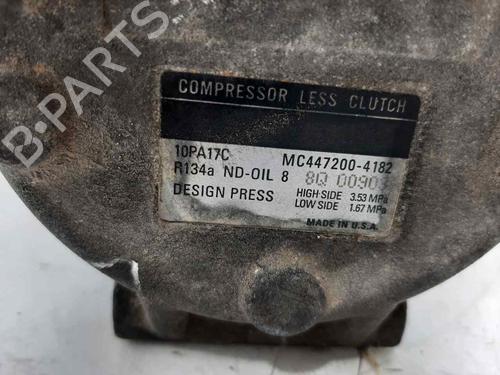 B-PARTS
COMPRESSOR LESS CLUTCH
10PA17C MC447200-4182
R134a ND-OIL 8 8Q 0090
DESIGN PRESS HIGH SIDE 3.53 MPa
LOW SIDE 1.67 MPa
MADE IN U.S.A.